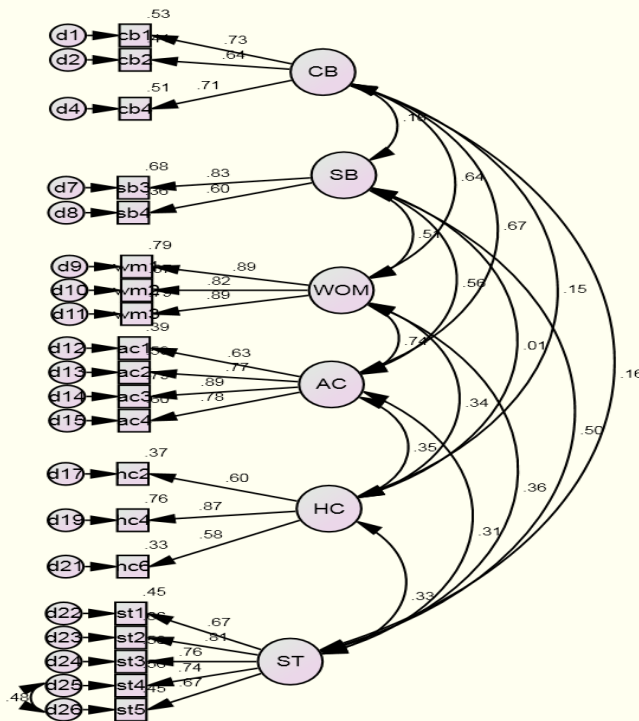 .53
d1 cb1 .73
d2 cb2 .64
CB
.51
d4 cb4 .71
.68
d7 sb3 .83
d8 sb4 .60
SB
.64
.67
.79
d9 .89
d10 .82
d11 .89
WOM
.56
.15
.01
.39
d12 ac1 .63
d13 ac2 .77
d14 ac3 .89
d15 ac4 .78
AC
.74
.34
.16
.50
.35
.37
d17 hc2 .60
.76
d19 hc4 .87
.33
d21 hc6 .58
HC
.36
.31
.33
.45
d22 st1 .67
d23 st2 .81
d24 st3 .76
d25 st4 .74
d26 st5 .67
ST
.48